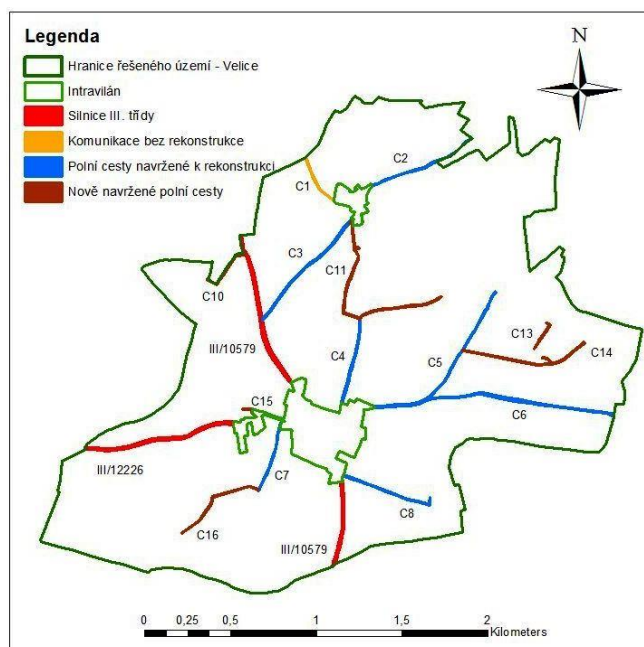 Legenda
Hranice řešeného území - Velice
Intravilán
Silnice III. třídy
Komunikace bez rekonstrukce
Polní cesty navržené k rekonstrukci
Nově navržené polní cesty
N
C1
C2
C3
C11
C10
III/10579
C4
C5
C13
C14
C15
C6
III/12226
C7
C8
C16
III/10579
0 0,25 0,5 1 1,5 2
Kilometers